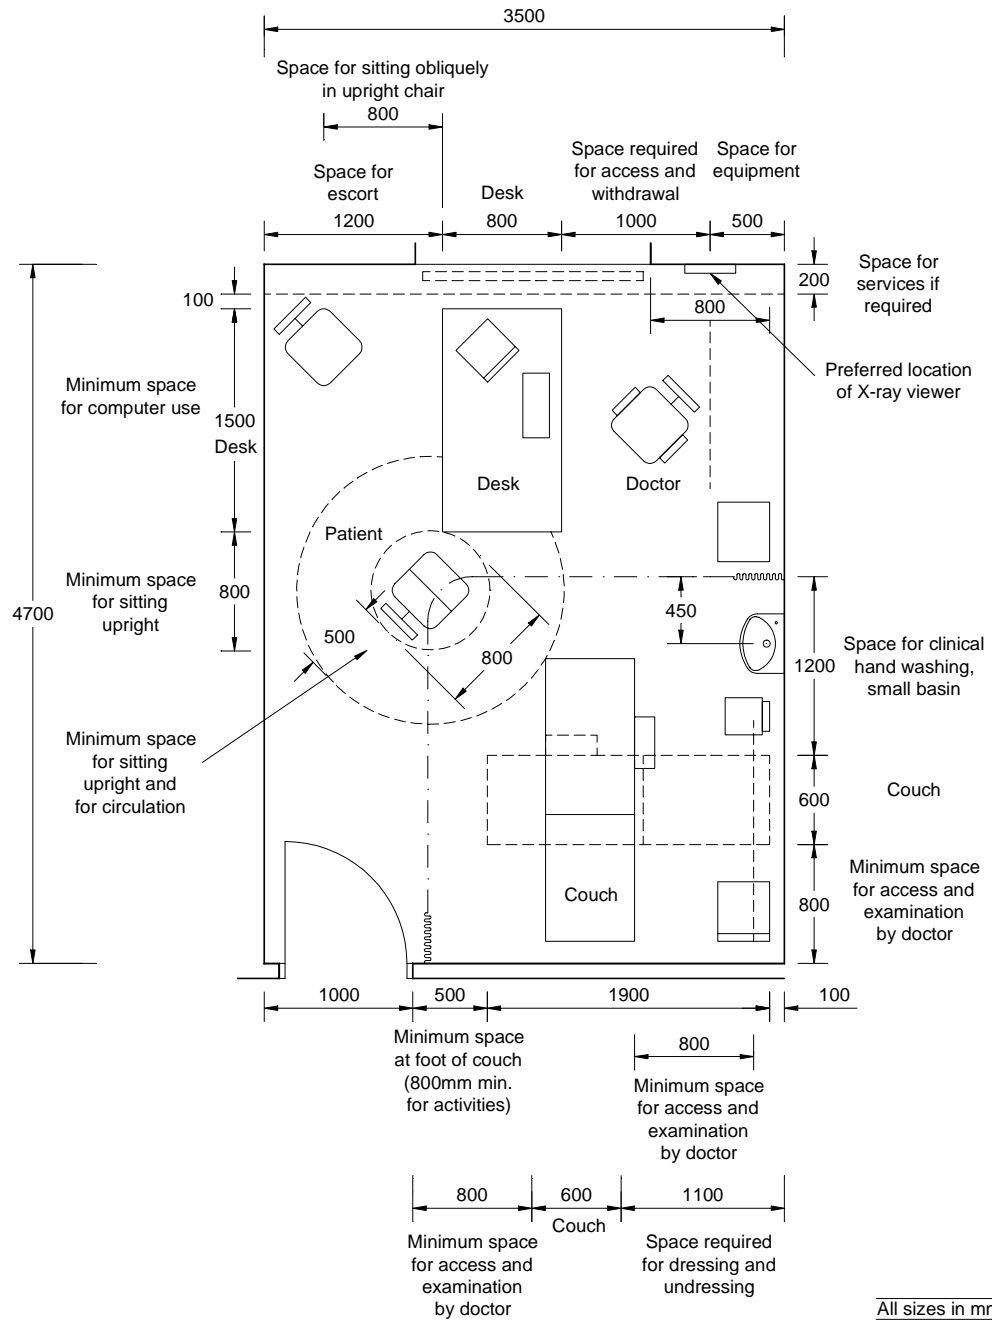 3500
Space for sitting obliquely
in upright chair
800
Space for
escort
1200
Desk
800
Space required
for access and
withdrawal
1000
Space for
equipment
500
200
Space for
services if
required
100
800
Preferred location
of X-ray viewer
Minimum space
for computer use
1500
Desk
Desk
Doctor
Patient
4700
Minimum space
for sitting
upright
800
450
500
800
1200
Space for clinical
hand washing,
small basin
Minimum space
for sitting
upright and
for circulation
600
Couch
Couch
800
Minimum space
for access and
examination
by doctor
1000
500
1900
100
Minimum space
at foot of couch
(800mm min.
for activities)
800
Minimum space
for access and
examination
by doctor
800
600
1100
Couch
Minimum space
for access and
examination
by doctor
Space required
for dressing and
undressing
All sizes in mm